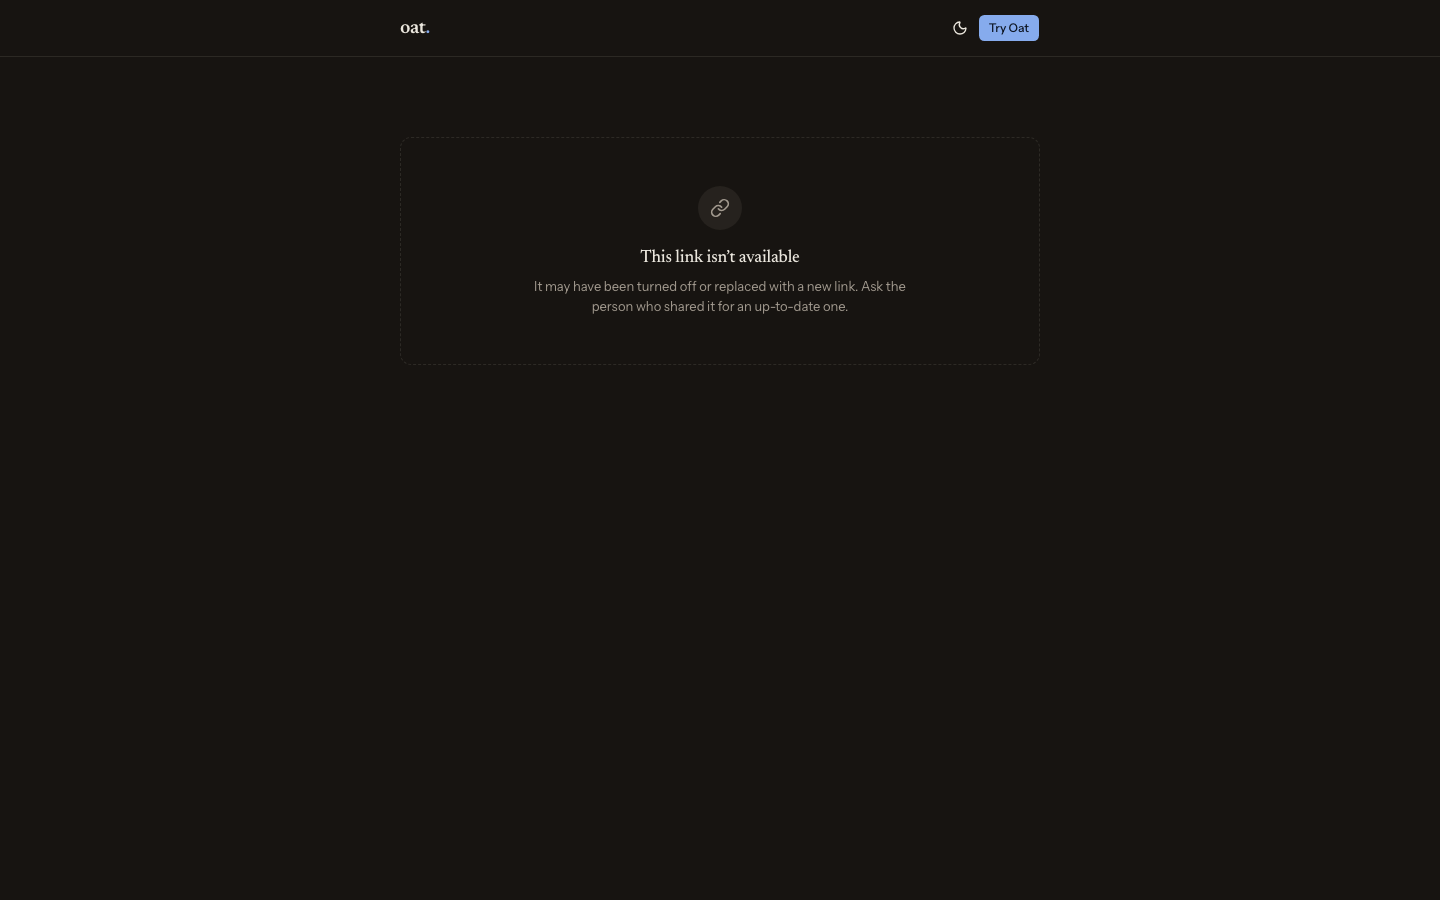 oat.
Try Oat
This link isn’t available
It may have been turned off or replaced with a new link. Ask the
person who shared it for an up-to-date one.